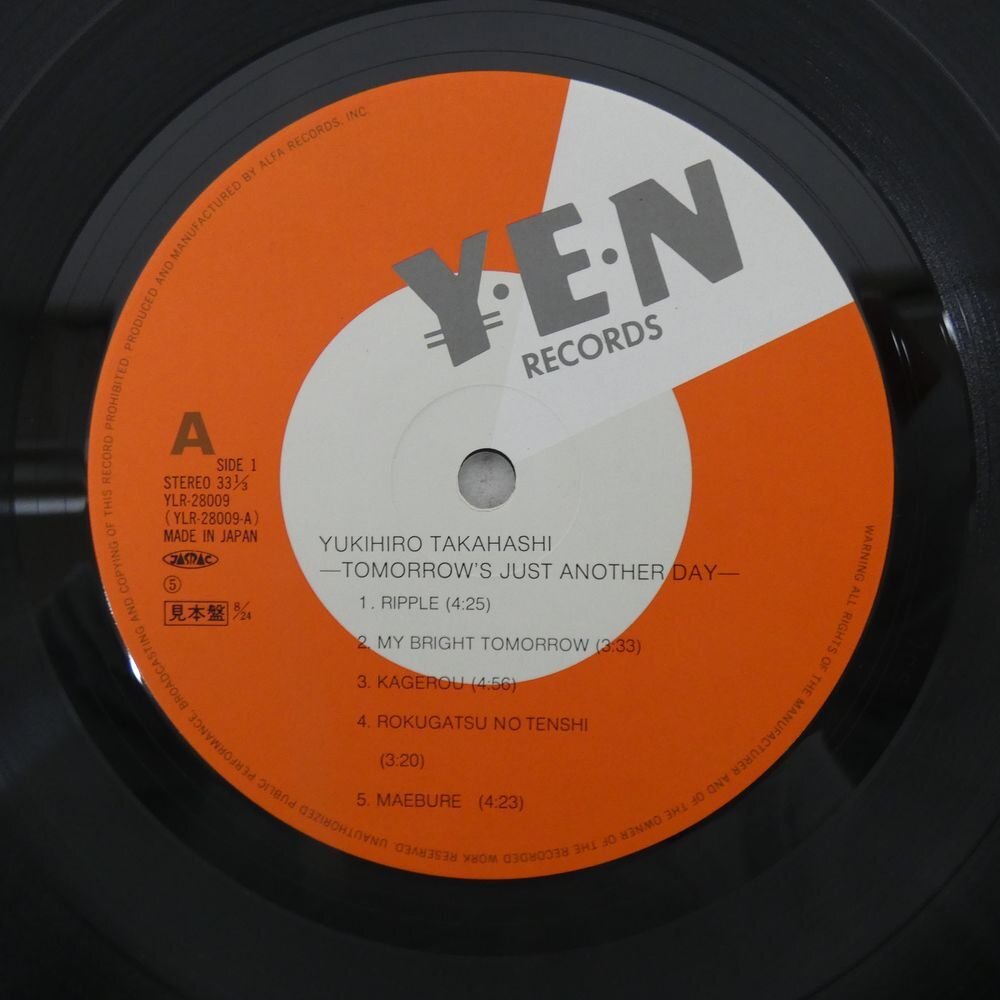 Y·E·N
RECORDS
A
SIDE 1
STEREO 33 1/3
YLR-28009
(YLR-28009-A)
MADE IN JAPAN
JASRAC
⑤
見本盤 8/24
YUKIHIRO TAKAHASHI
—TOMORROW'S JUST ANOTHER DAY—
1. RIPPLE (4:25)
2. MY BRIGHT TOMORROW (3:33)
3. KAGEROU (4:56)
4. ROKUGATSU NO TENSHI
(3:20)
5. MAEBURE (4:23)
WARNING ALL RIGHTS OF THE MANUFACTURER AND OF THE OWNER OF THE RECORDED WORK RESERVED. UNAUTHORIZED PUBLIC PERFORMANCE, BROADCASTING AND COPYING OF THIS RECORD PROHIBITED. PRODUCED AND MANUFACTURED BY ALFA RECORDS, INC.